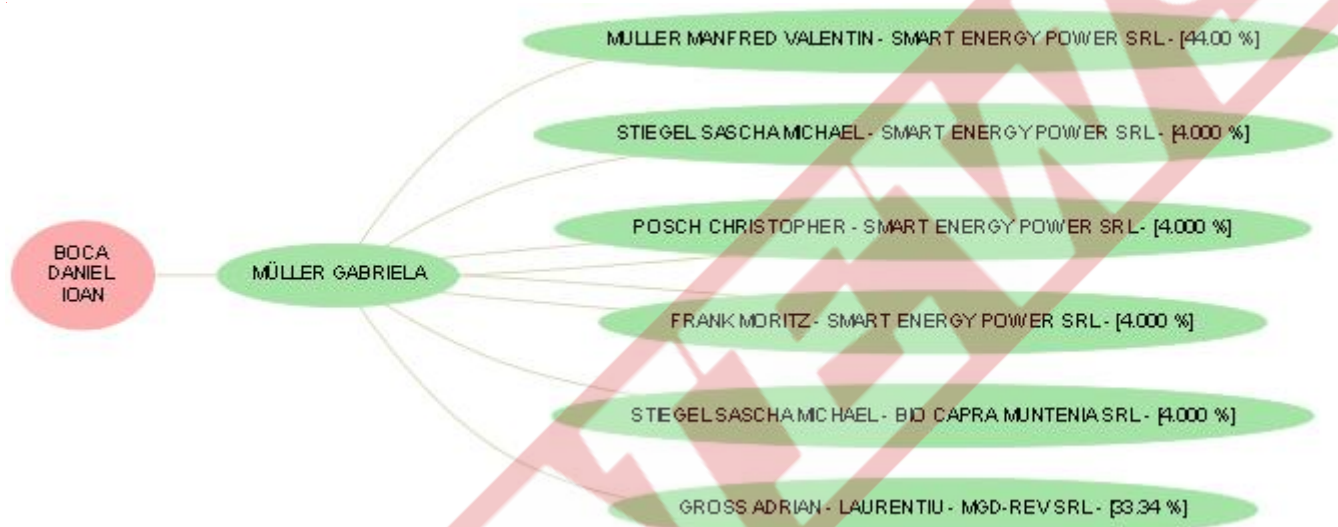 MULLER MANFRED VALENTIN - SMART ENERGY POWER SRL - [44.00 %]
STIEGEL SASCHA MICHAEL - SMART ENERGY POWER SRL - [4.000 %]
POSCH CHRISTOPHER - SMART ENERGY POWER SRL - [4.000 %]
BOCA
DANIEL
IOAN
MÜLLER GABRIELA
FRANK MORITZ - SMART ENERGY POWER SRL - [4.000 %]
STIEGEL SASCHA MICHAEL - BIO CAPRA MUNTENIA SRL - [4.000 %]
GROSS ADRIAN - LAURENTIU - MGD-REV SRL - [33.34 %]